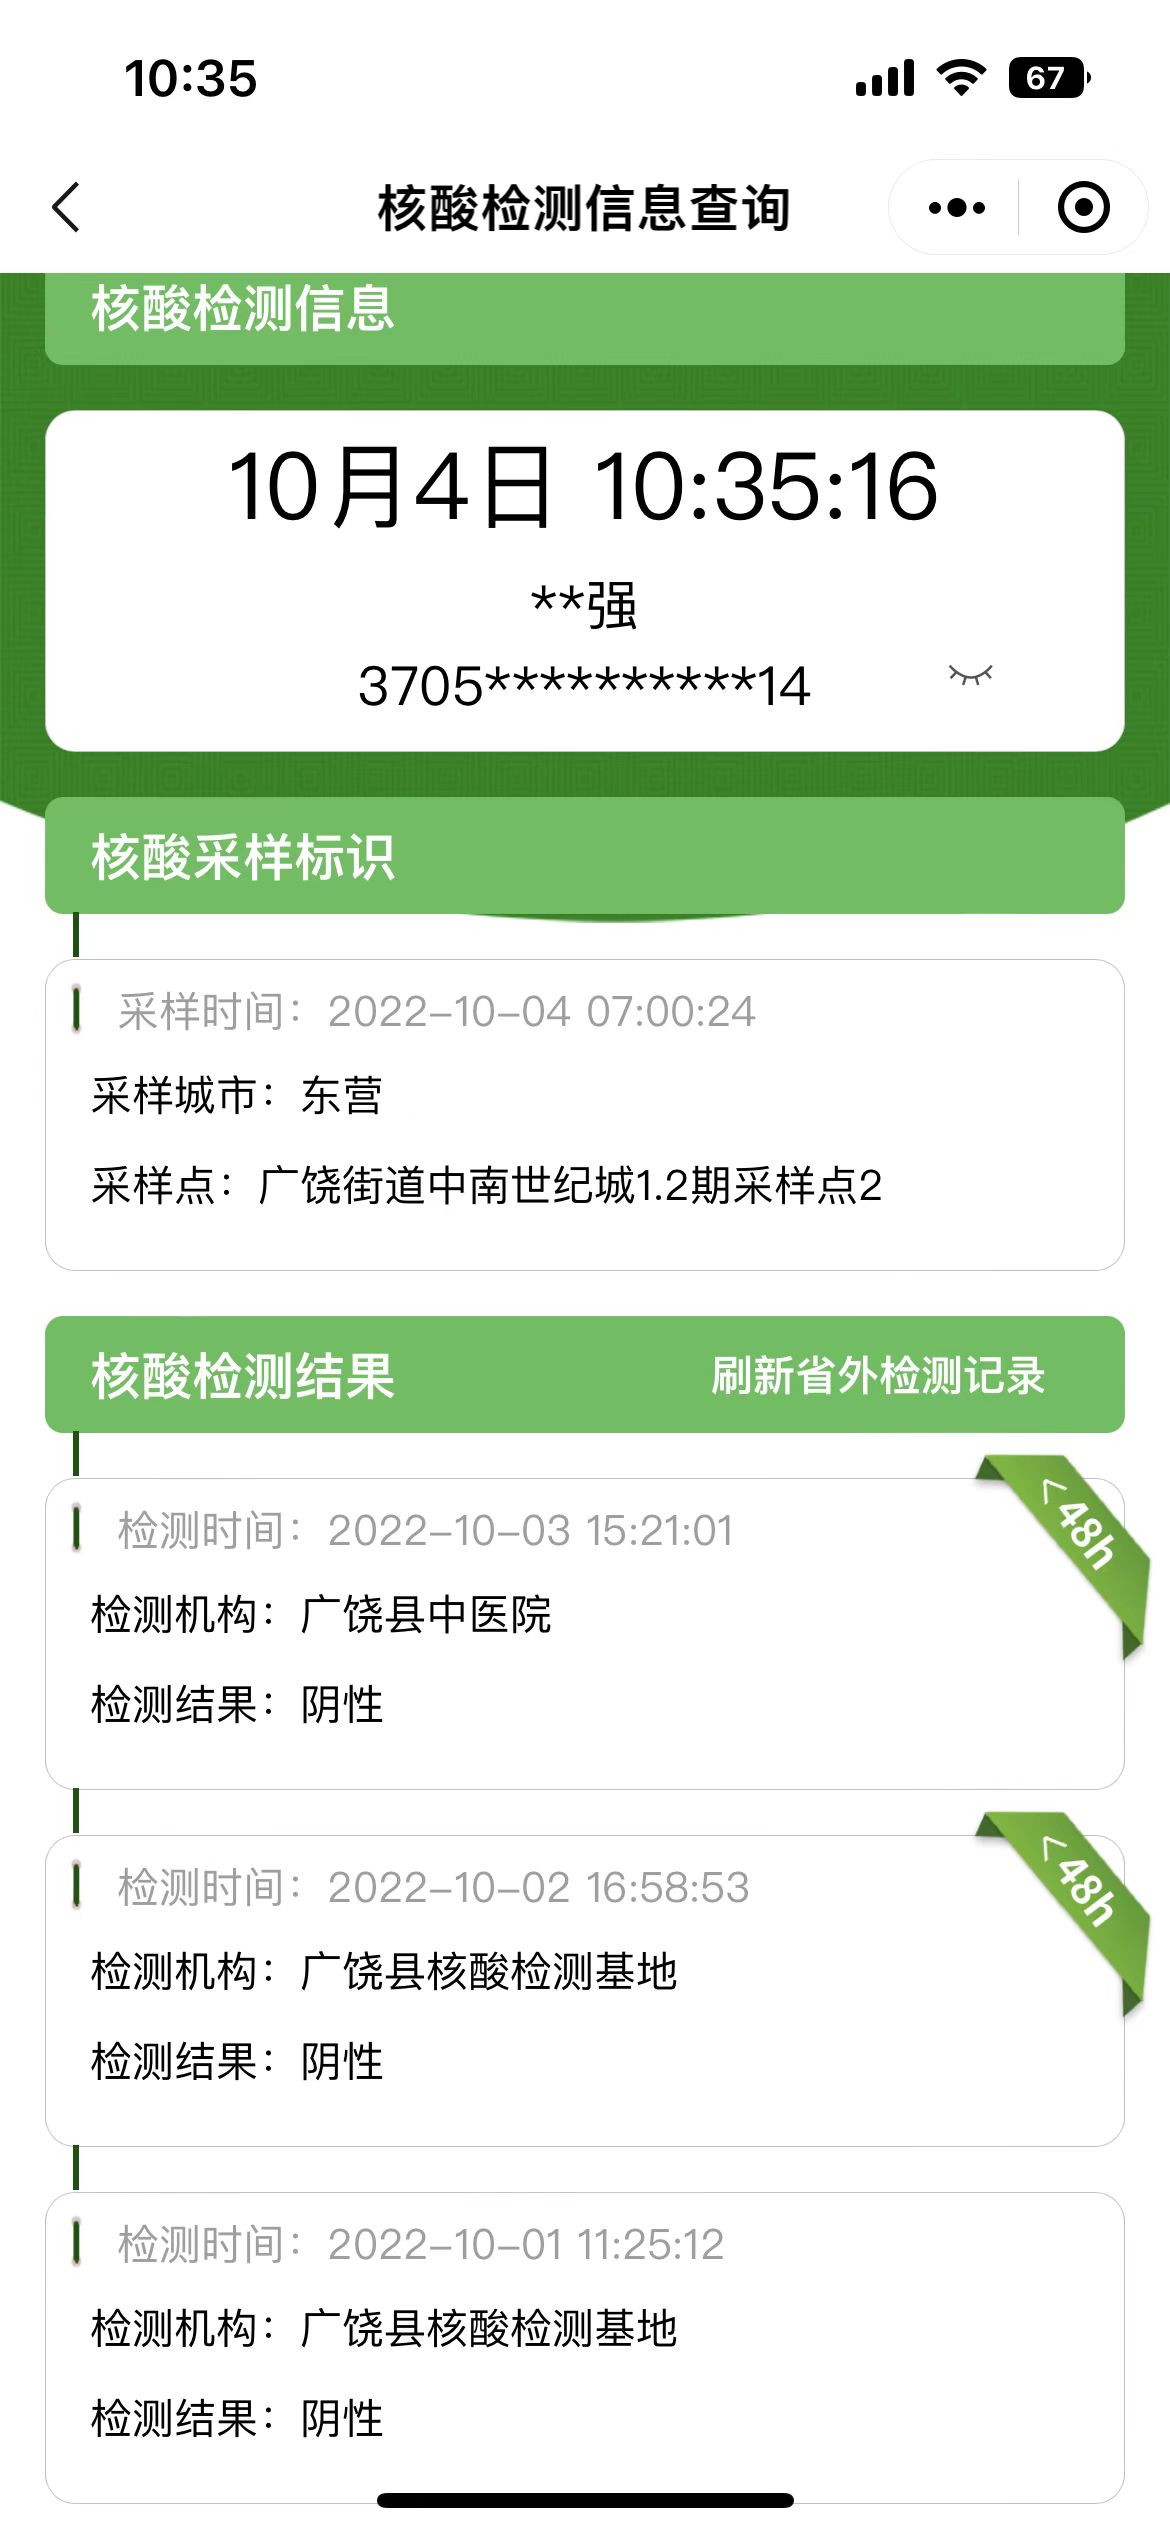 10:35
67
核酸检测信息查询
核酸检测信息
10月4日 10:35:16
**强
3705**********14
核酸采样标识
采样时间：2022-10-04 07:00:24
采样城市：东营
采样点：广饶街道中南世纪城1.2期采样点2
核酸检测结果 刷新省外检测记录
<48h
检测时间：2022-10-03 15:21:01
检测机构：广饶县中医院
检测结果：阴性
<48h
检测时间：2022-10-02 16:58:53
检测机构：广饶县核酸检测基地
检测结果：阴性
检测时间：2022-10-01 11:25:12
检测机构：广饶县核酸检测基地
检测结果：阴性